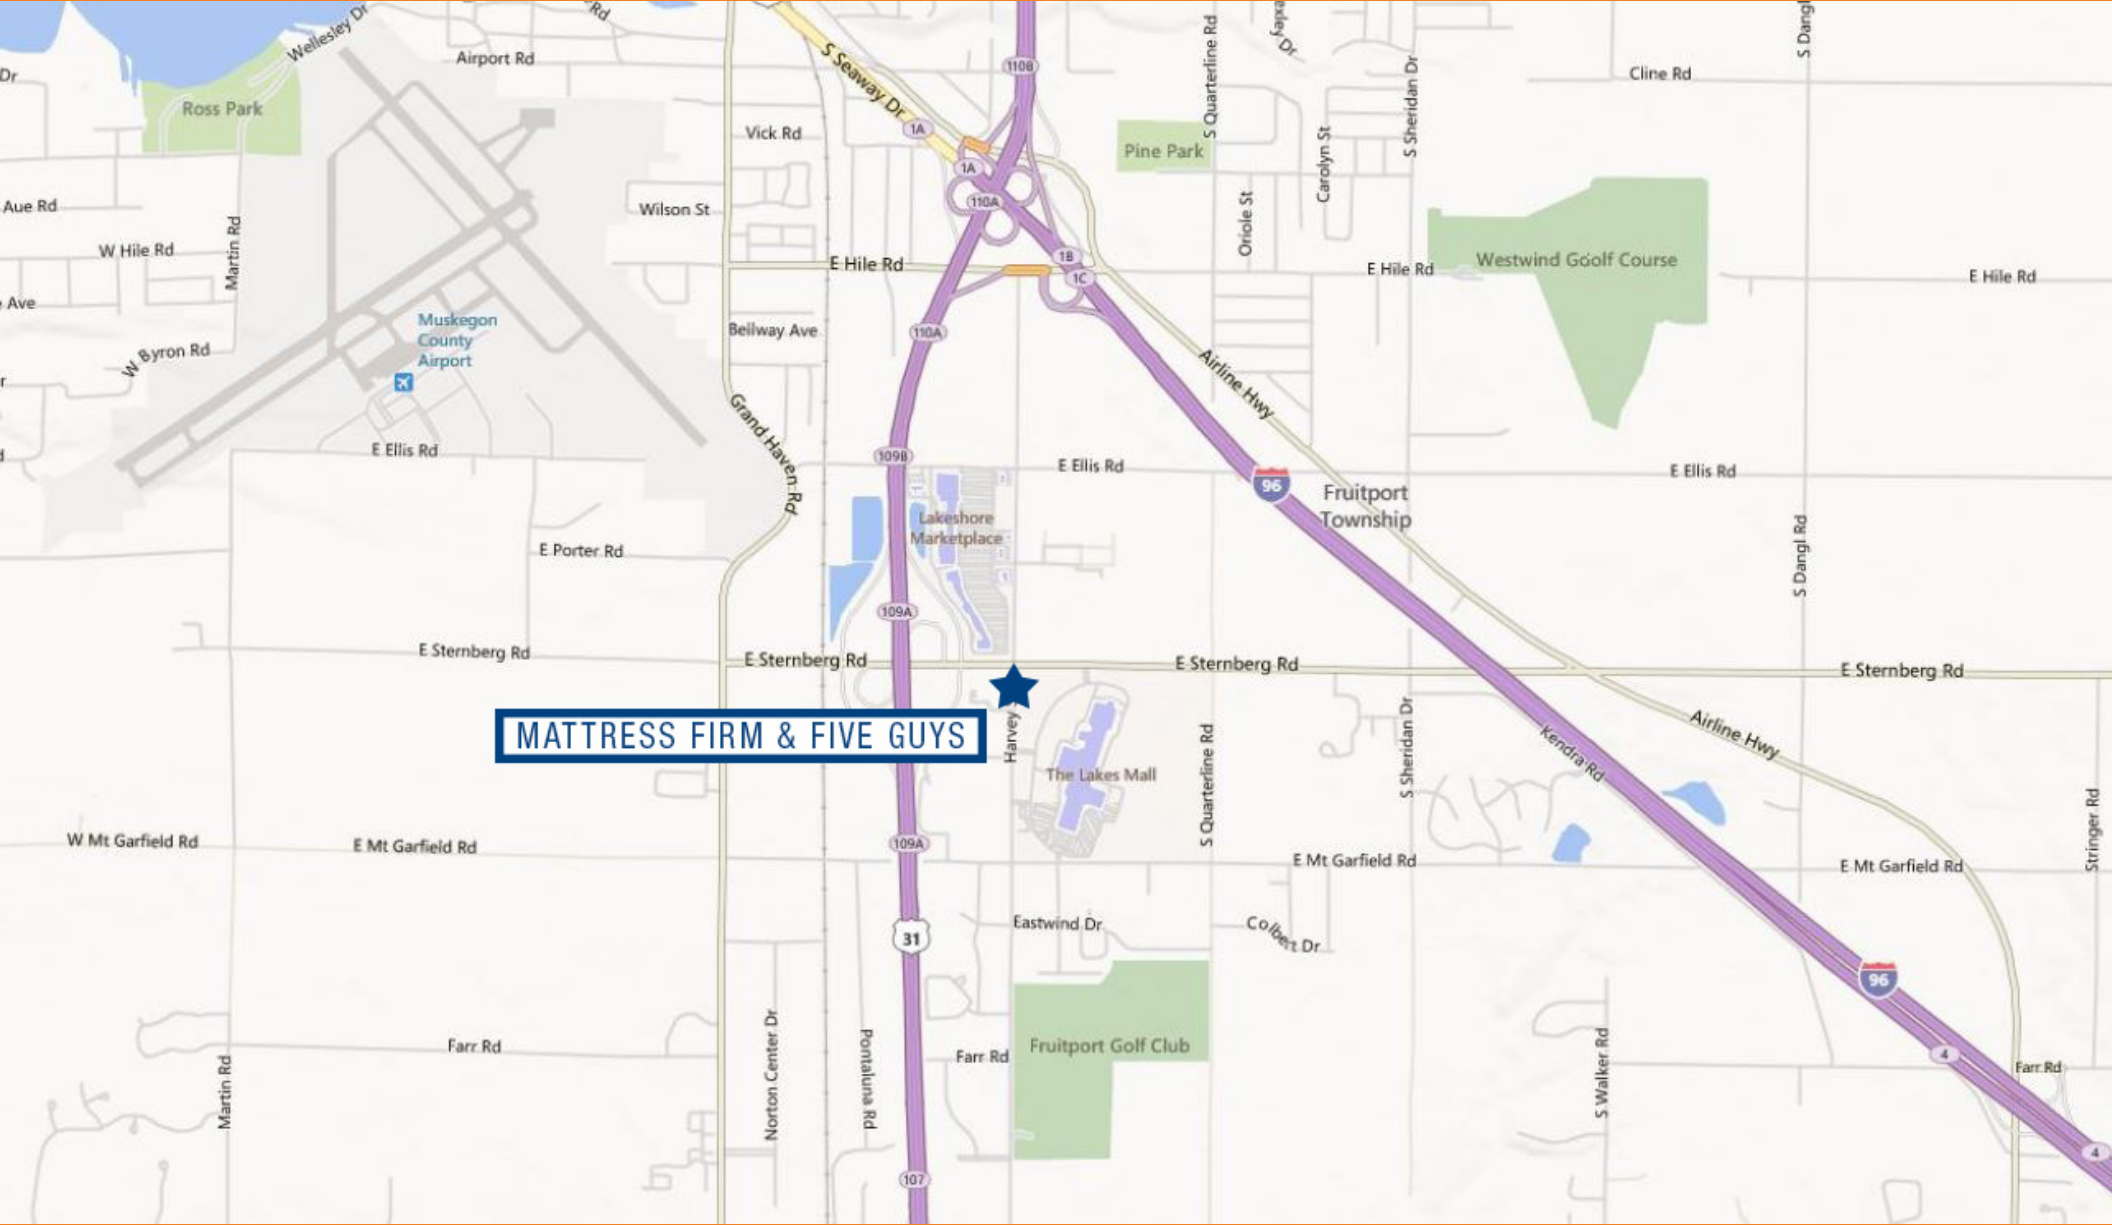 Wellesley Dr
Rd
Airport Rd
S Seaway Dr
110B
S Quarterline Rd
Dr
S Sheridan Dr
S Dangl
Cline Rd
Dr
Ross Park
1A
Vick Rd
Pine Park
Carolyn St
1A
Aue Rd
Martin Rd
Wilson St
110A
Oriole St
W Hile Rd
E Hile Rd
1B
1C
E Hile Rd
Westwind Goolf Course
E Hile Rd
Ave
Muskegon
County
Airport
Beilway Ave
110A
W Byron Rd
Airline Hwy
Grand Haven Rd
E Ellis Rd
109B
E Ellis Rd
96
E Ellis Rd
Fruitport
Township
Lakeshore
Marketplace
E Porter Rd
S Dangl Rd
109A
E Sternberg Rd
E Sternberg Rd
E Sternberg Rd
E Sternberg Rd
MATTRESS FIRM & FIVE GUYS
Harvey
The Lakes Mall
S Quarterline Rd
S Sheridan Dr
Kendra Rd
Airline Hwy
Stringer Rd
W Mt Garfield Rd
E Mt Garfield Rd
109A
E Mt Garfield Rd
E Mt Garfield Rd
31
Eastwind Dr
Colbert Dr
96
Farr Rd
Martin Rd
Norton Center Dr
Pontaluna Rd
Farr Rd
Fruitport Golf Club
S Walker Rd
4
Farr Rd
4
107